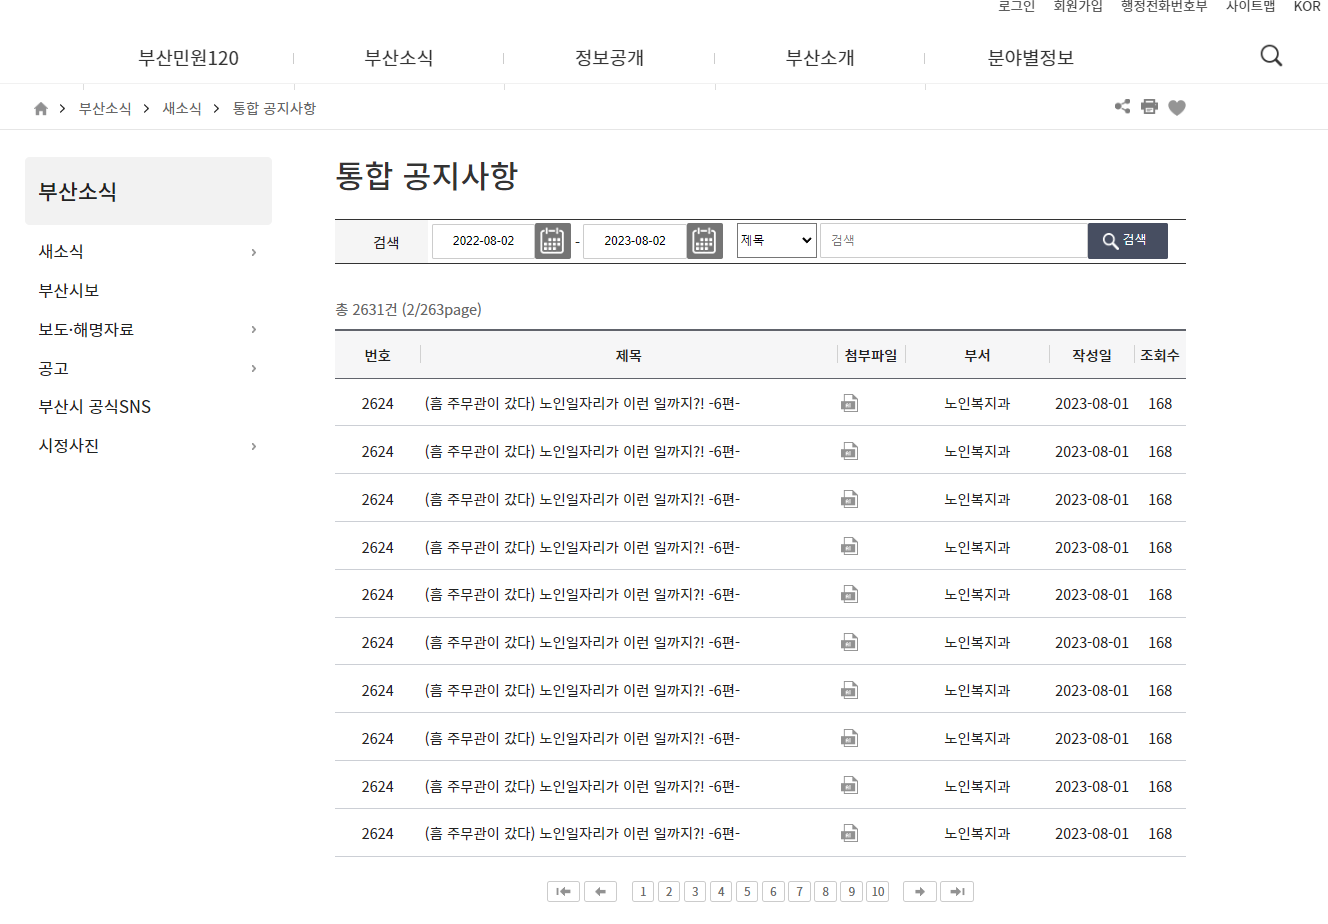 로그인 회원가입 행정전화번호부 사이트맵 KOR
부산민원120 부산소식 정보공개 부산소개 분야별정보
부산소식 새소식 통합 공지사항
부산소식
새소식
부산시보
보도·해명자료
공고
부산시 공식SNS
시정사진
통합 공지사항
검색 2022-08-02 - 2023-08-02 제목 검색 검색
총 2631건 (2/263page)
번호 제목 첨부파일 부서 작성일 조회수
2624 (흠 주무관이 갔다) 노인일자리가 이런 일까지?! -6편- 노인복지과 2023-08-01 168
2624 (흠 주무관이 갔다) 노인일자리가 이런 일까지?! -6편- 노인복지과 2023-08-01 168
2624 (흠 주무관이 갔다) 노인일자리가 이런 일까지?! -6편- 노인복지과 2023-08-01 168
2624 (흠 주무관이 갔다) 노인일자리가 이런 일까지?! -6편- 노인복지과 2023-08-01 168
2624 (흠 주무관이 갔다) 노인일자리가 이런 일까지?! -6편- 노인복지과 2023-08-01 168
2624 (흠 주무관이 갔다) 노인일자리가 이런 일까지?! -6편- 노인복지과 2023-08-01 168
2624 (흠 주무관이 갔다) 노인일자리가 이런 일까지?! -6편- 노인복지과 2023-08-01 168
2624 (흠 주무관이 갔다) 노인일자리가 이런 일까지?! -6편- 노인복지과 2023-08-01 168
2624 (흠 주무관이 갔다) 노인일자리가 이런 일까지?! -6편- 노인복지과 2023-08-01 168
2624 (흠 주무관이 갔다) 노인일자리가 이런 일까지?! -6편- 노인복지과 2023-08-01 168
1 2 3 4 5 6 7 8 9 10